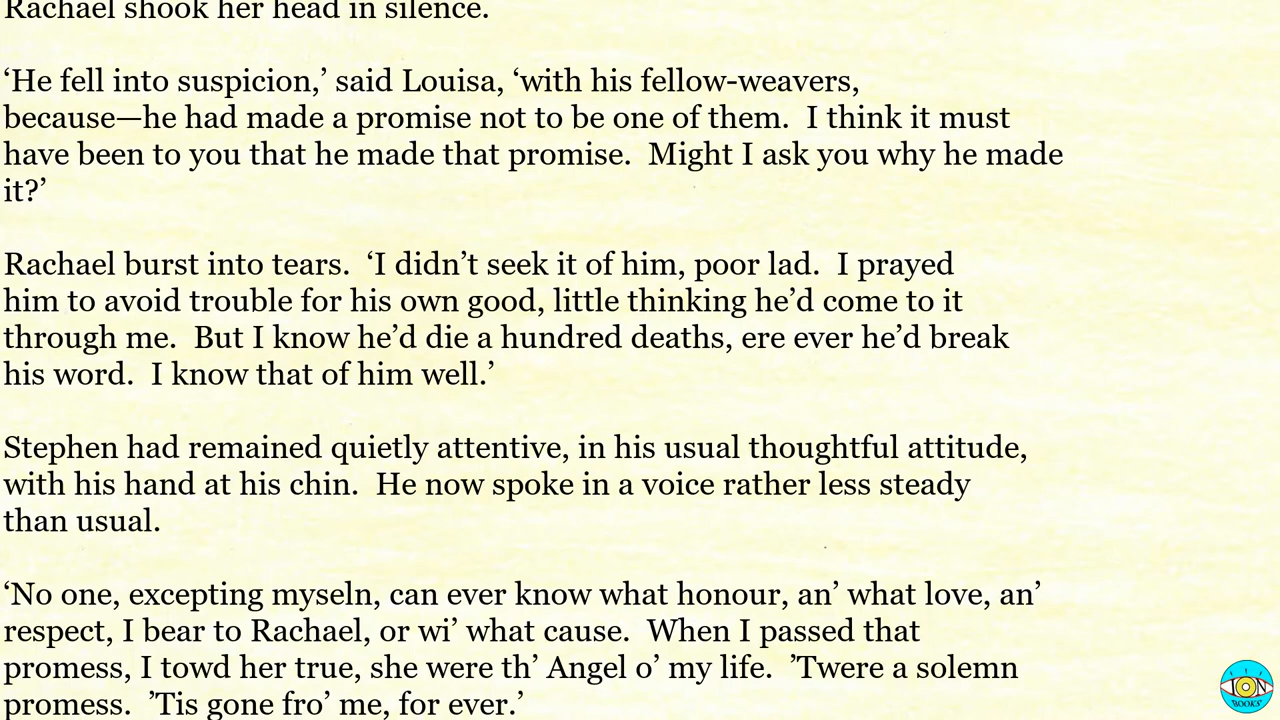 Rachael shook her head in silence.
‘He fell into suspicion,’ said Louisa, ‘with his fellow-weavers,
because—he had made a promise not to be one of them.  I think it must
have been to you that he made that promise.  Might I ask you why he made
it?’
Rachael burst into tears.  ‘I didn’t seek it of him, poor lad.  I prayed
him to avoid trouble for his own good, little thinking he’d come to it
through me.  But I know he’d die a hundred deaths, ere ever he’d break
his word.  I know that of him well.’
Stephen had remained quietly attentive, in his usual thoughtful attitude,
with his hand at his chin.  He now spoke in a voice rather less steady
than usual.
‘No one, excepting myseln, can ever know what honour, an’ what love, an’
respect, I bear to Rachael, or wi’ what cause.  When I passed that
promess, I towd her true, she were th’ Angel o’ my life.  ’Twere a solemn
promess.  ’Tis gone fro’ me, for ever.’
ION
BOOKS